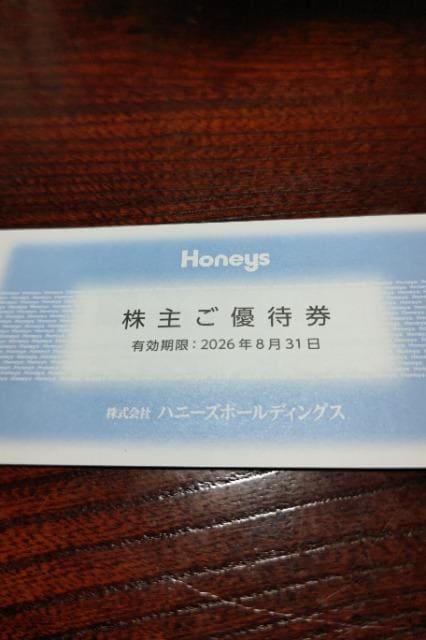 Honeys
株主ご優待券
有効期限：2026年8月31日
株式会社 ハニーズホールディングス